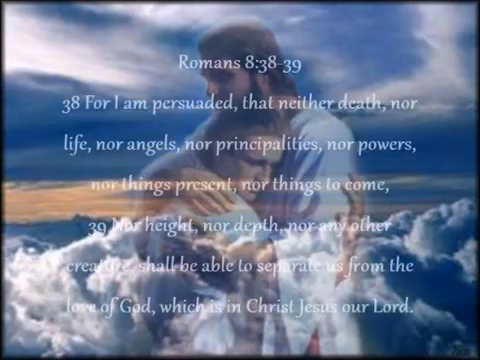 Romans 8:38-39
38 For I am persuaded, that neither death, nor
life, nor angels, nor principalities, nor powers,
nor things present, nor things to come,
39 Nor height, nor depth, nor any other
creature, shall be able to separate us from the
love of God, which is in Christ Jesus our Lord.